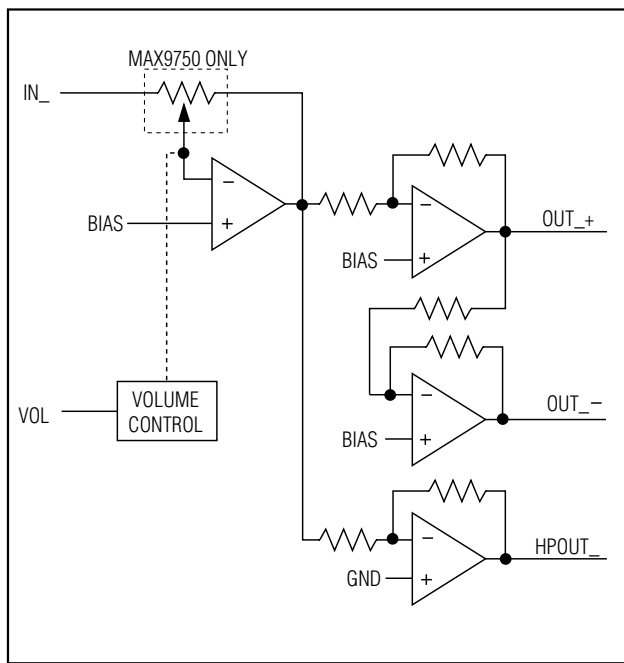 MAX9750 ONLY
IN_
−
+
BIAS
−
+
BIAS
OUT_+
VOL
VOLUME
CONTROL
−
+
BIAS
OUT_−
−
+
GND
HPOUT_